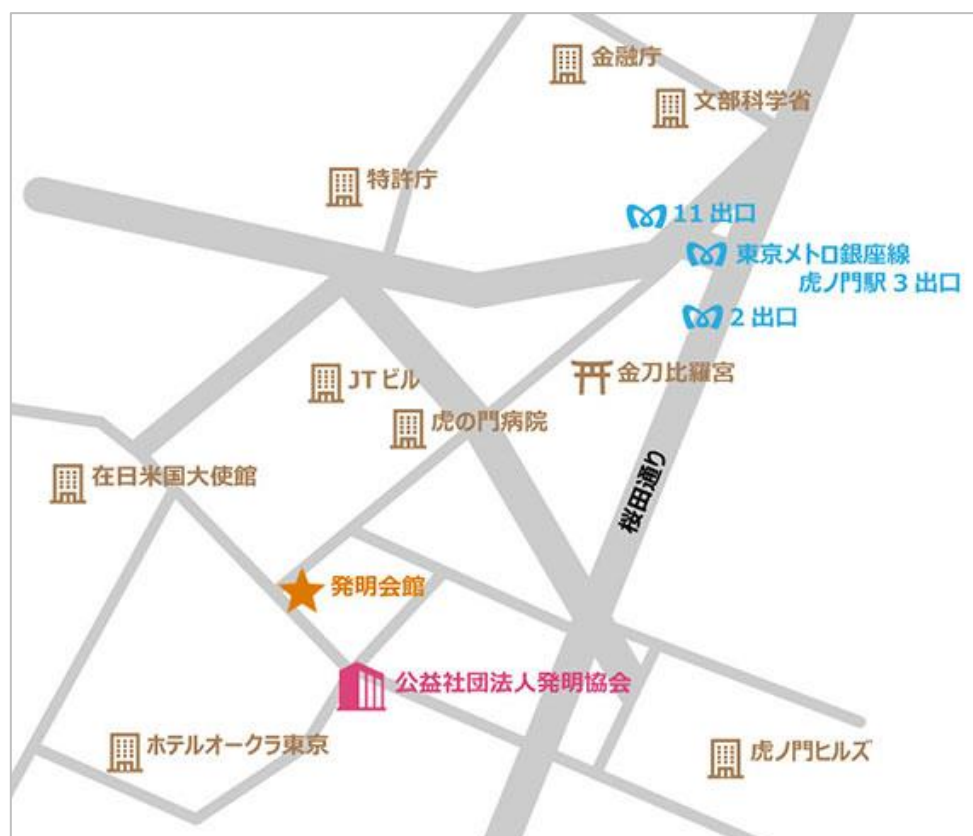 金融庁
文部科学省
特許庁
11 出口
東京メトロ銀座線
虎ノ門駅 3 出口
2 出口
JTビル
金刀比羅宮
虎の門病院
在日米国大使館
桜田通り
発明会館
公益社団法人発明協会
ホテルオークラ東京
虎ノ門ヒルズ